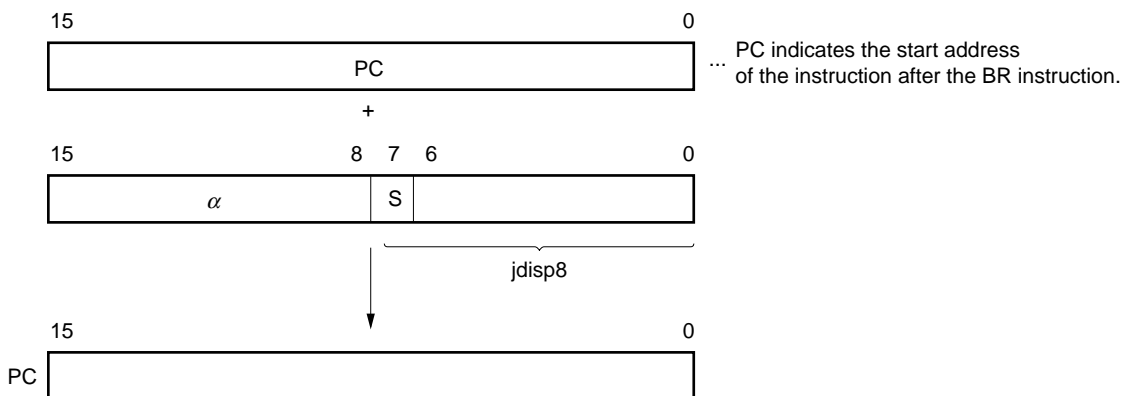 15 0
PC
... PC indicates the start address
of the instruction after the BR instruction.
+
15 8 7 6 0
α S
jdisp8
15 0
PC